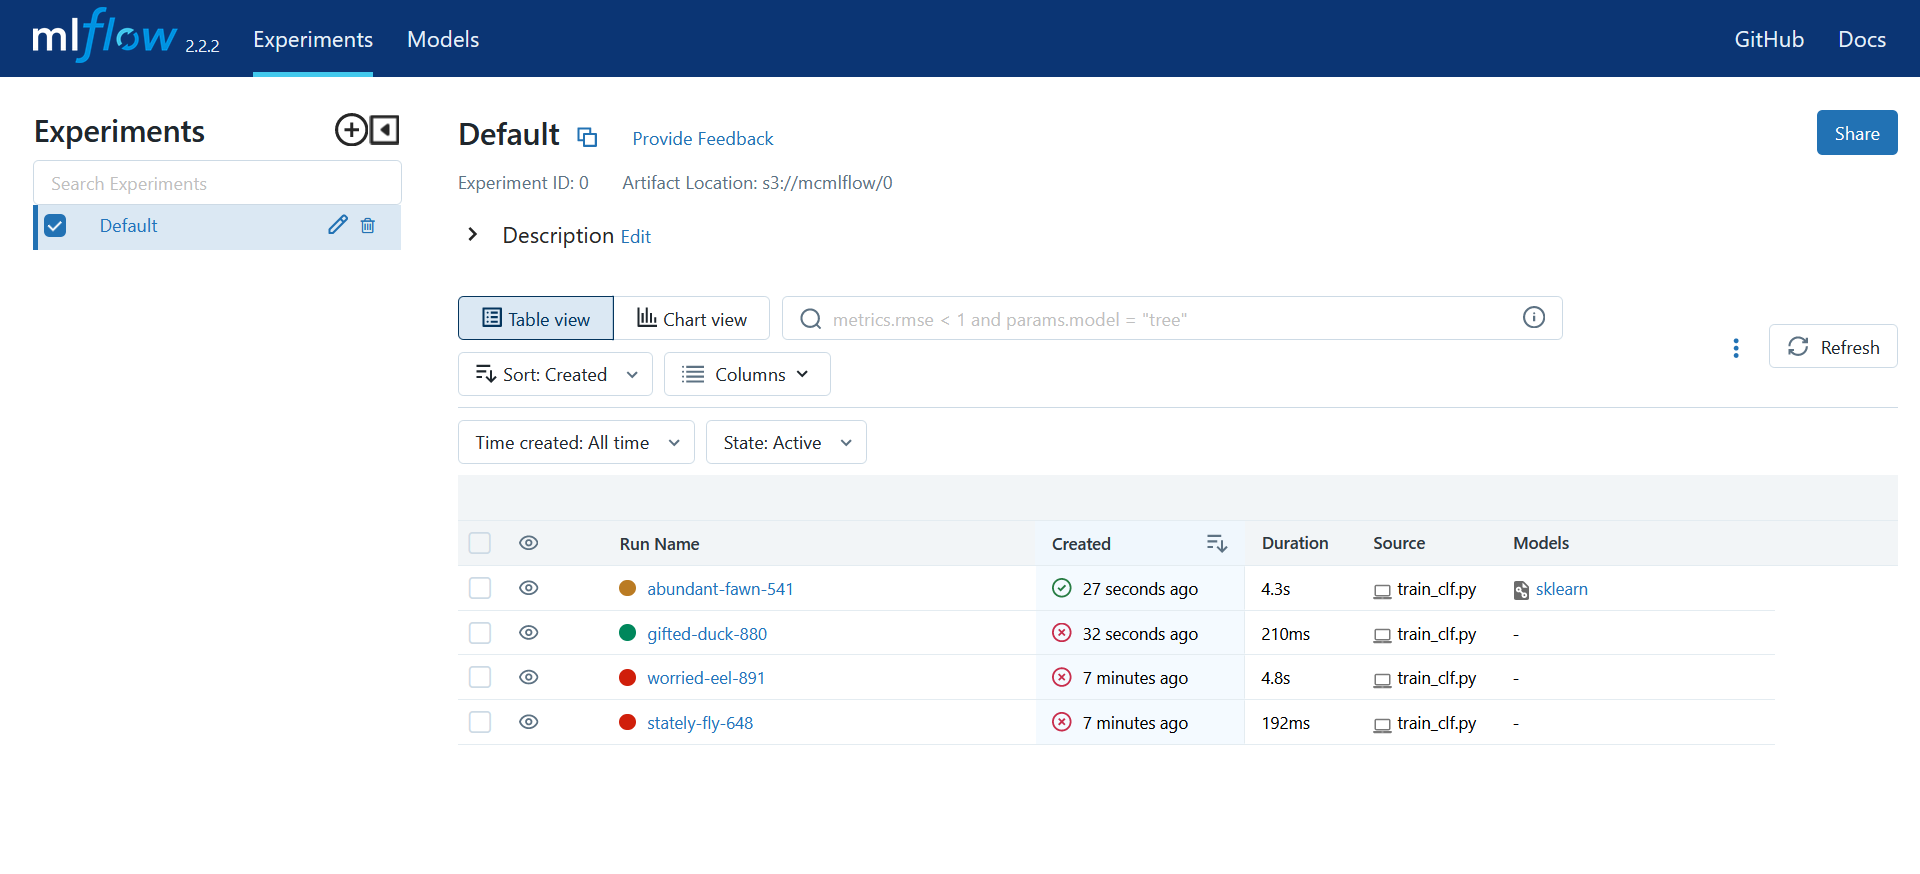 mlflow 2.2.2 Experiments Models GitHub Docs
Experiments
Search Experiments
Default
Default Provide Feedback Share
Experiment ID: 0 Artifact Location: s3://mcmlflow/0
Description Edit
Table view Chart view metrics.rmse < 1 and params.model = "tree"
Refresh
Sort: Created Columns
Time created: All time State: Active
Run Name Created Duration Source Models
abundant-fawn-541 27 seconds ago 4.3s train_clf.py sklearn
gifted-duck-880 32 seconds ago 210ms train_clf.py -
worried-eel-891 7 minutes ago 4.8s train_clf.py -
stately-fly-648 7 minutes ago 192ms train_clf.py -